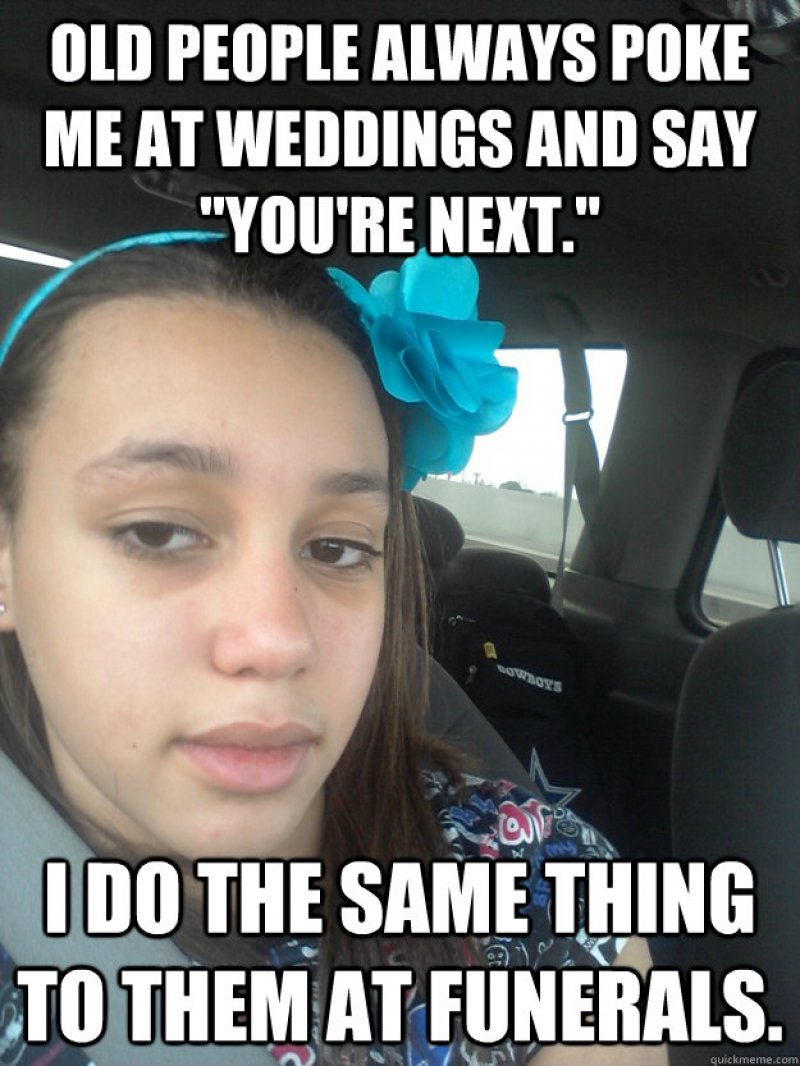 OLD PEOPLE ALWAYS POKE
ME AT WEDDINGS AND SAY
"YOU'RE NEXT."
COWBOYS
I DO THE SAME THING
TO THEM AT FUNERALS.
quickmeme.com